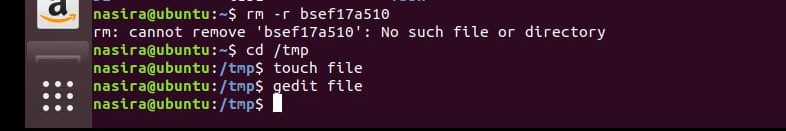 nasira@ubuntu:~$ rm -r bsef17a510
rm: cannot remove 'bsef17a510': No such file or directory
nasira@ubuntu:~$ cd /tmp
nasira@ubuntu:/tmp$ touch file
nasira@ubuntu:/tmp$ gedit file
nasira@ubuntu:/tmp$